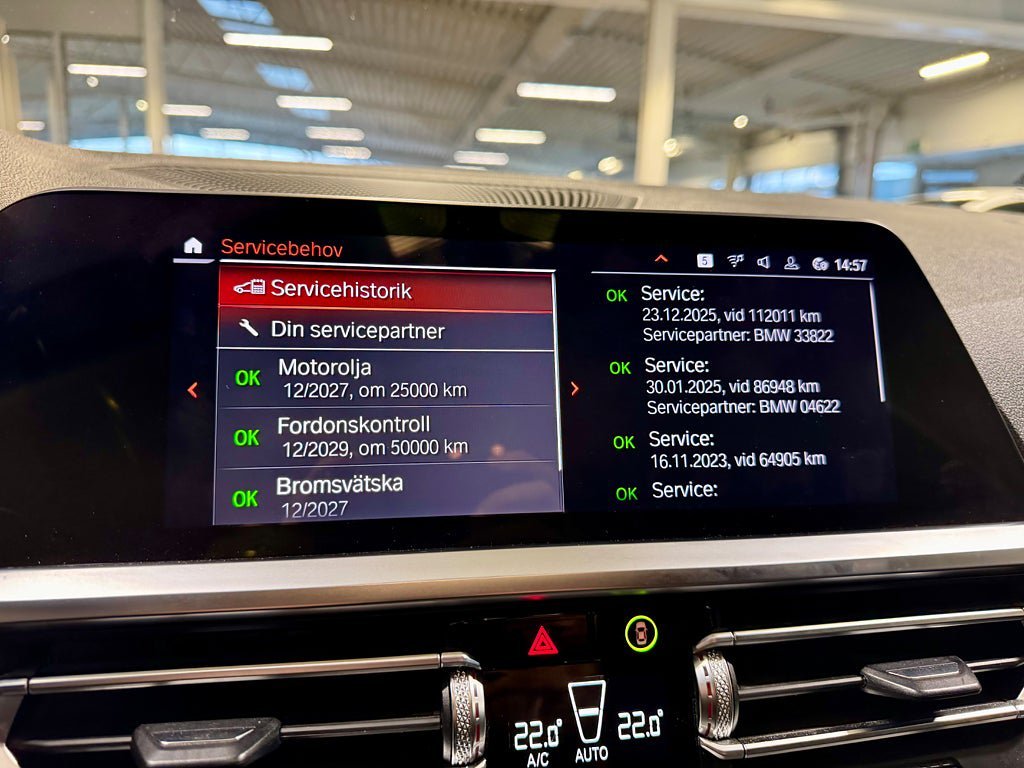 Servicebehov
5
14:57
Servicehistorik
Din servicepartner
OK Motorolja
12/2027, om 25000 km
OK Fordonskontroll
12/2029, om 50000 km
OK Bromsvätska
12/2027
OK Service:
23.12.2025, vid 112011 km
Servicepartner: BMW 33822
OK Service:
30.01.2025, vid 86948 km
Servicepartner: BMW 04622
OK Service:
16.11.2023, vid 64905 km
OK Service:
22.0° 22.0°
A/C AUTO